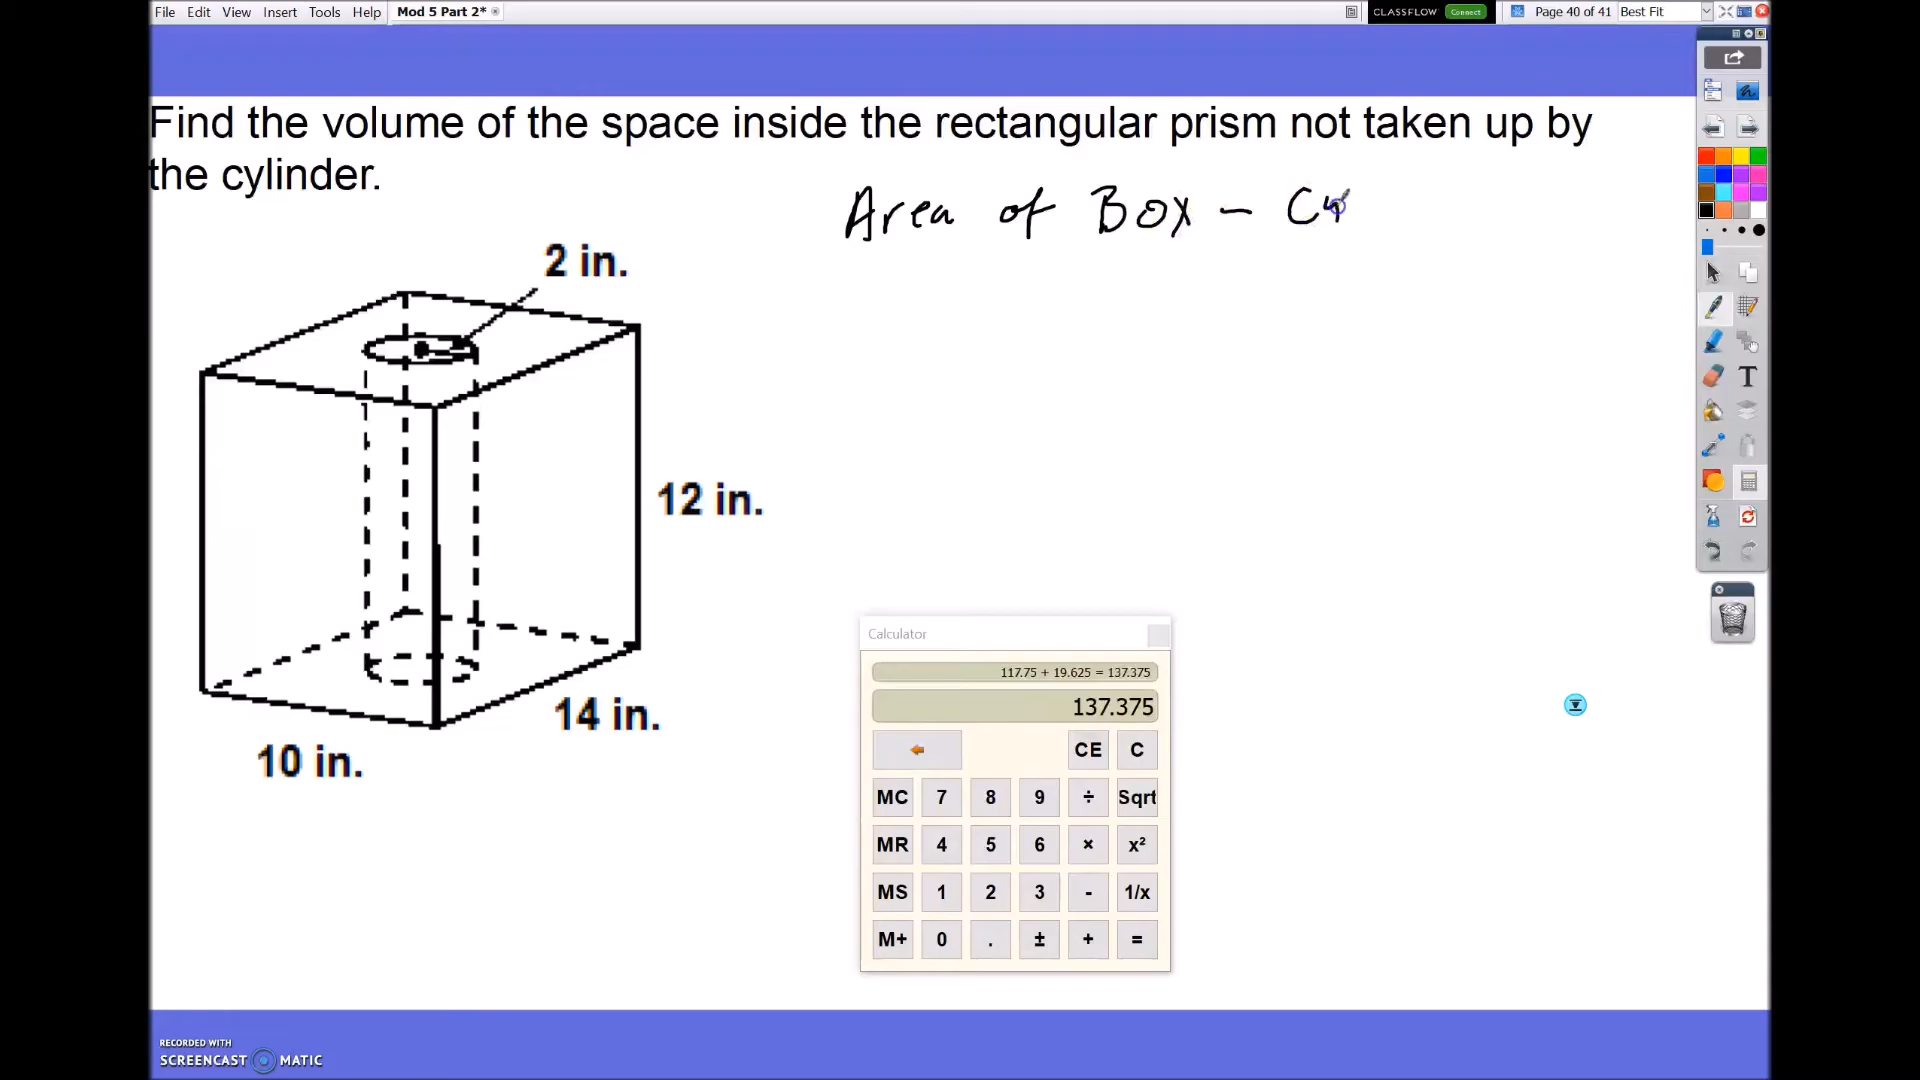 File Edit View Insert Tools Help Mod 5 Part 2* CLASSFLOW Connect Page 40 of 41 Best Fit
Find the volume of the space inside the rectangular prism not taken up by
the cylinder.
Area of Box – Cy
2 in.
12 in.
14 in.
10 in.
Calculator
117.75 + 19.625 = 137.375
137.375
CE C
MC 7 8 9 ÷ Sqrt
MR 4 5 6 × x²
MS 1 2 3 - 1/x
M+ 0 . ± + =
T
RECORDED WITH
SCREENCAST MATIC